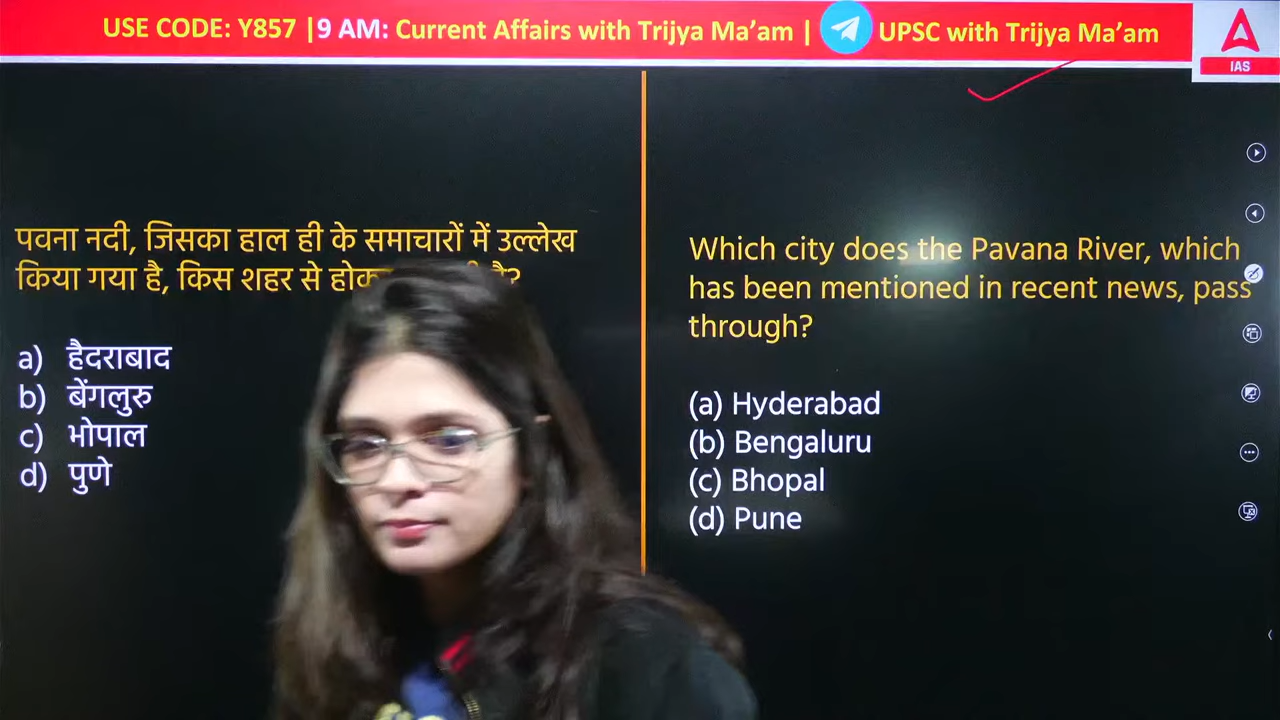 USE CODE: Y857 |9 AM: Current Affairs with Trijya Ma'am | UPSC with Trijya Ma'am
IAS
पवना नदी, जिसका हाल ही के समाचारों में उल्लेख
किया गया है, किस शहर से है?
a) हैदराबाद
b) बेंगलुरु
c) भोपाल
d) पुणे
Which city does the Pavana River, which
has been mentioned in recent news, pass
through?
(a) Hyderabad
(b) Bengaluru
(c) Bhopal
(d) Pune